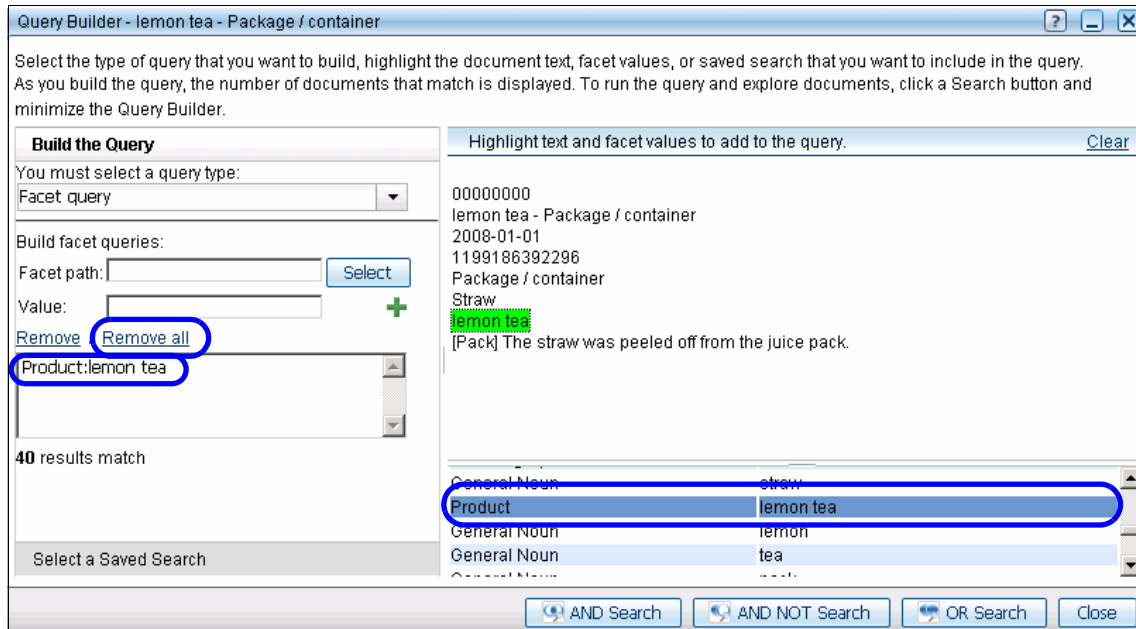 Query Builder - lemon tea - Package / container
?
Select the type of query that you want to build, highlight the document text, facet values, or saved search that you want to include in the query.
As you build the query, the number of documents that match is displayed. To run the query and explore documents, click a Search button and
minimize the Query Builder.
Build the Query
You must select a query type:
Facet query
Build facet queries:
Facet path:
Select
Value:
Remove Remove all
Product:lemon tea
40 results match
Select a Saved Search
Highlight text and facet values to add to the query. Clear
00000000
lemon tea - Package / container
2008-01-01
1199186392296
Package / container
Straw
lemon tea
[Pack] The straw was peeled off from the juice pack.
General Noun straw
Product lemon tea
General Noun lemon
General Noun tea
AND Search AND NOT Search OR Search Close